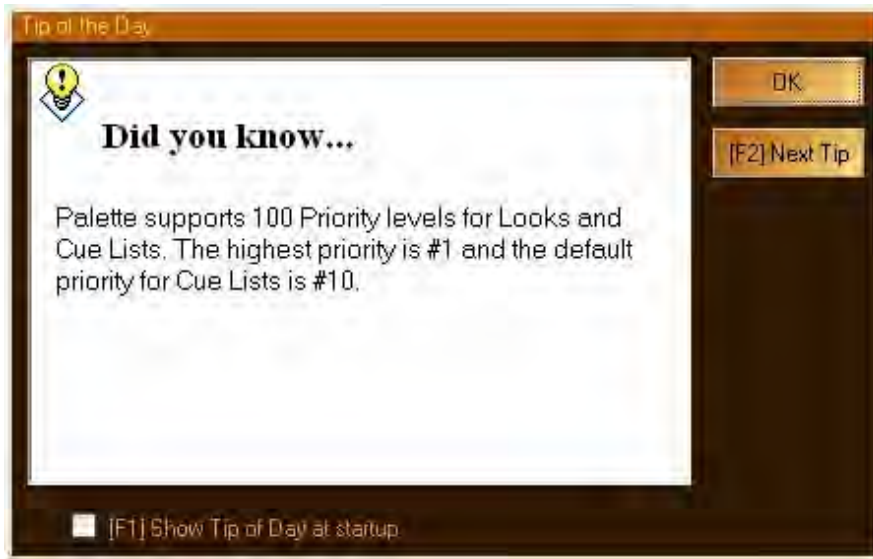 Tip of the Day
Did you know...
OK
[F2] Next Tip
Palette supports 100 Priority levels for Looks and
Cue Lists. The highest priority is #1 and the default
priority for Cue Lists is #10.
[F1] Show Tip of Day at startup